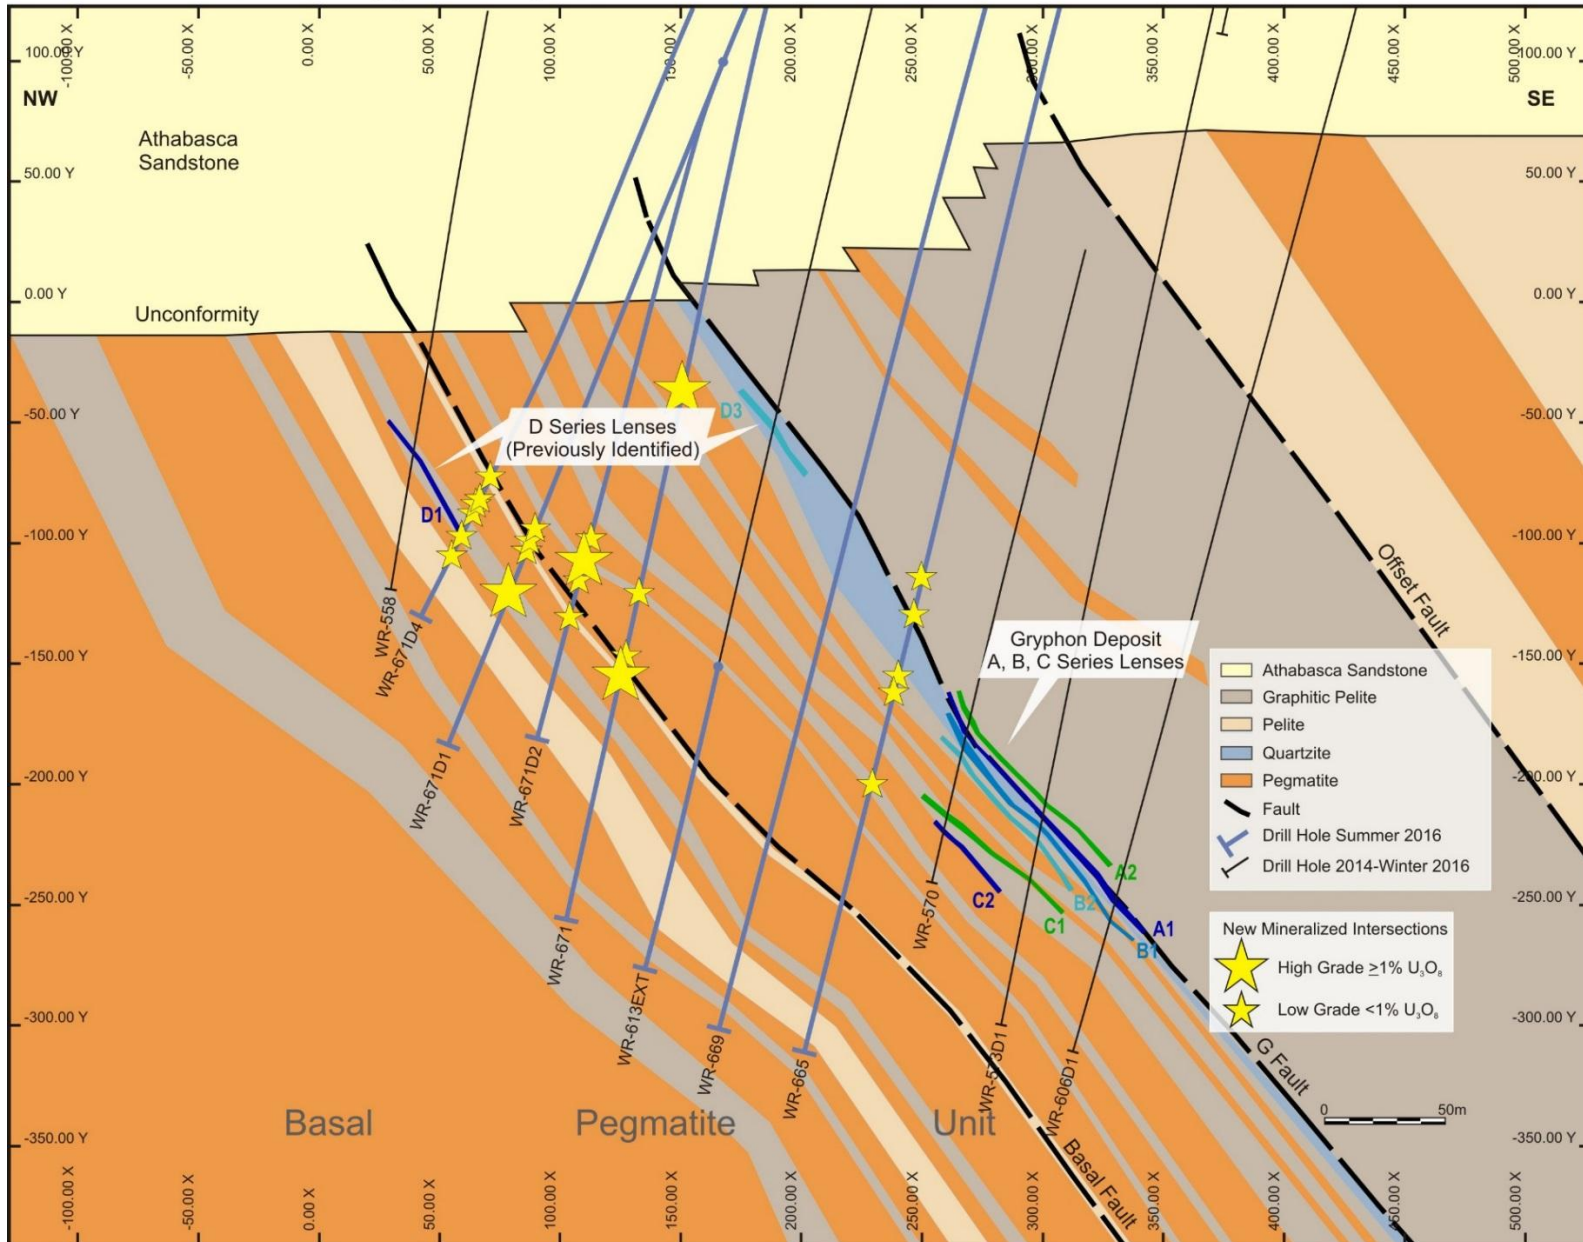 -100.00 X
-50.00 X
0.00 X
50.00 X
100.00 X
150.00 X
200.00 X
250.00 X
300.00 X
350.00 X
400.00 X
450.00 X
500.00 X
100.00 Y
100.00 Y
NW
SE
Athabasca
Sandstone
50.00 Y
50.00 Y
0.00 Y
0.00 Y
Unconformity
-50.00 Y
-50.00 Y
D3
D Series Lenses
(Previously Identified)
D1
-100.00 Y
-100.00 Y
Offset Fault
WR-558
WR-671D4
Gryphon Deposit
A, B, C Series Lenses
-150.00 Y
-150.00 Y
Athabasca Sandstone
Graphitic Pelite
Pelite
Quartzite
Pegmatite
Fault
Drill Hole Summer 2016
Drill Hole 2014-Winter 2016
-200.00 Y
-200.00 Y
WR-671D1
WR-671D2
A2
C2
B2
C1
A1
B1
WR-570
-250.00 Y
-250.00 Y
New Mineralized Intersections
High Grade ≥1% U₃O₈
Low Grade <1% U₃O₈
WR-671
WR-613EXT
WR-669
WR-665
WR-573D1
WR-606D1
-300.00 Y
-300.00 Y
G Fault
0
50m
Basal
Pegmatite
Unit
Basal Fault
-350.00 Y
-350.00 Y
-100.00 X
-50.00 X
0.00 X
50.00 X
100.00 X
150.00 X
200.00 X
250.00 X
300.00 X
350.00 X
400.00 X
450.00 X
500.00 X